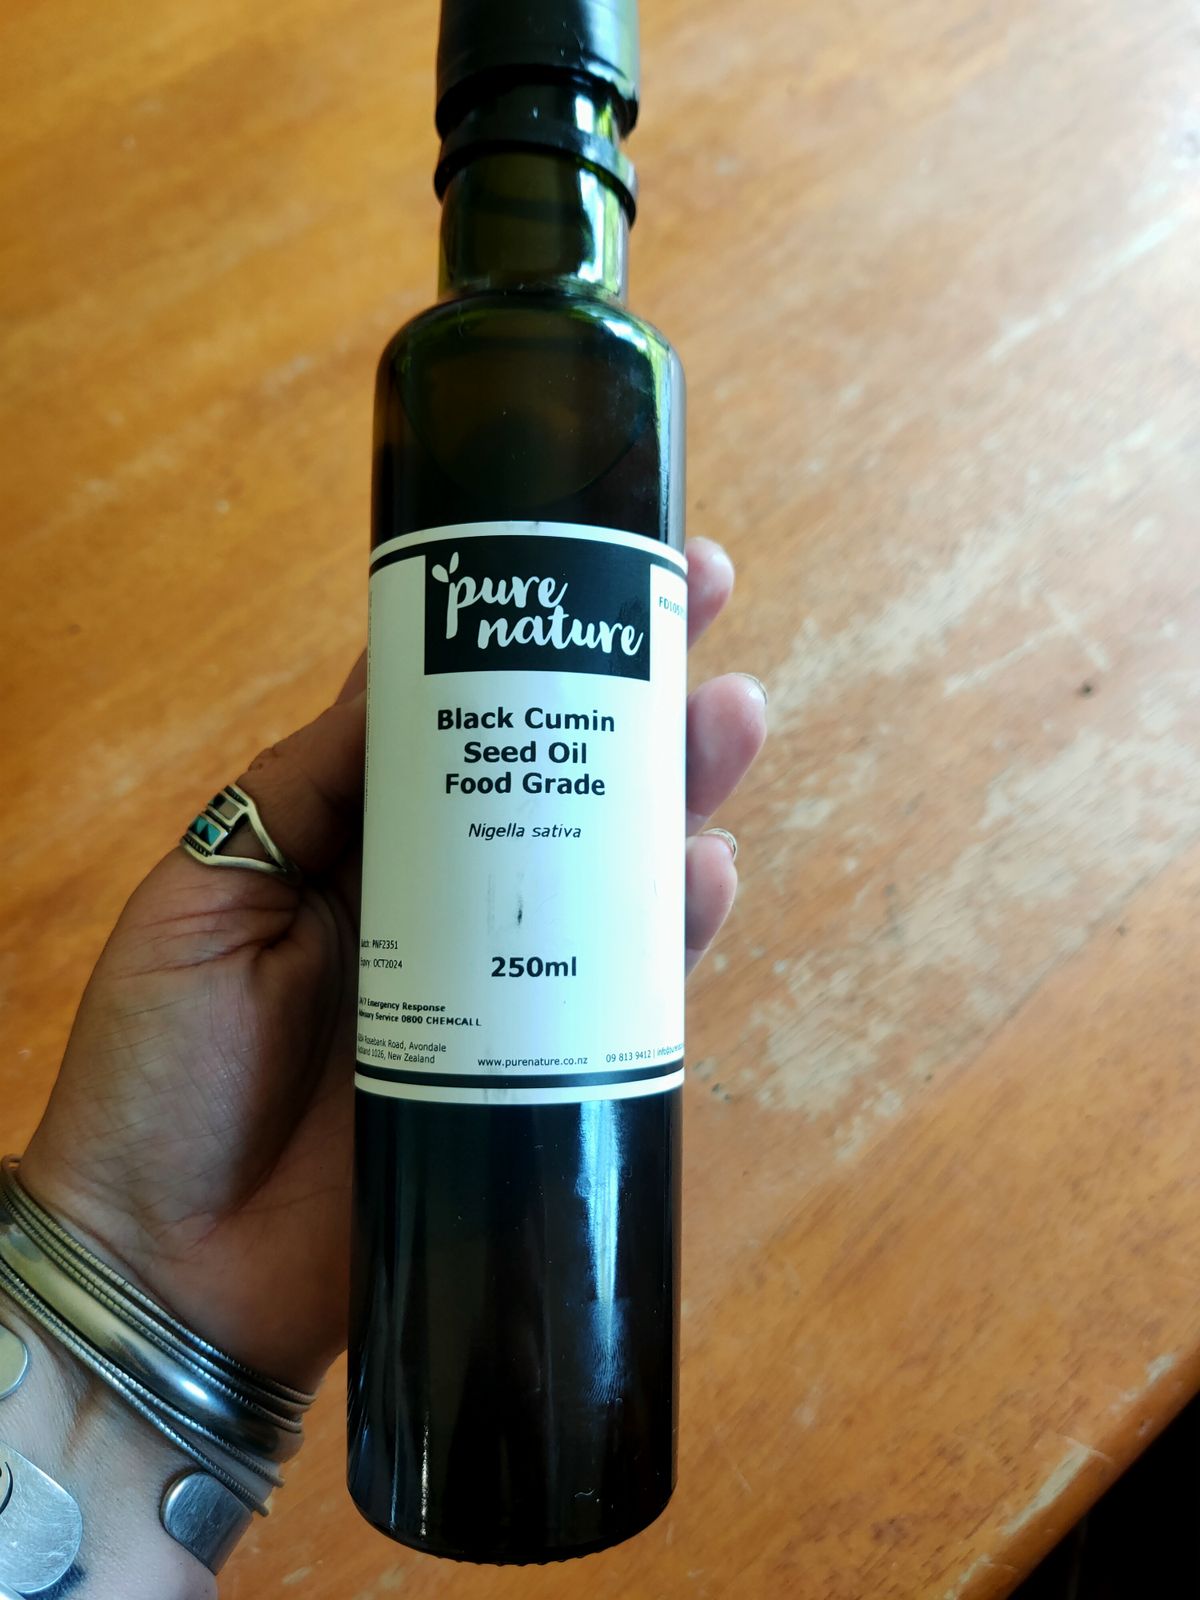 pure
nature
Black Cumin
Seed Oil
Food Grade
Nigella sativa
250ml
Batch: PNF2351
Expiry: OCT2024
24/7 Emergency Response
Advisory Service 0800 CHEMCALL
Rosebank Road, Avondale
Auckland 1026, New Zealand
www.purenature.co.nz
09 813 9412 |